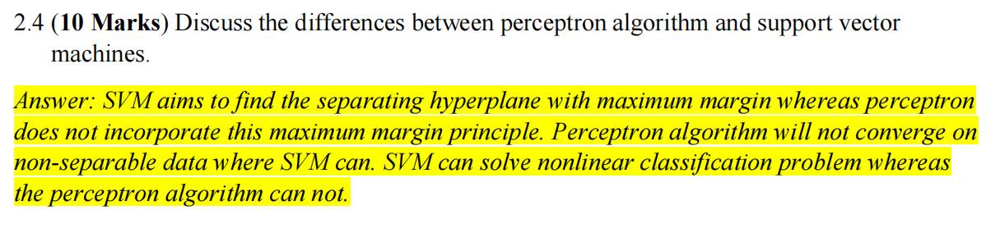 2.4 (10 Marks) Discuss the differences between perceptron algorithm and support vector
machines.
Answer: SVM aims to find the separating hyperplane with maximum margin whereas perceptron
does not incorporate this maximum margin principle. Perceptron algorithm will not converge on
non-separable data where SVM can. SVM can solve nonlinear classification problem whereas
the perceptron algorithm can not.